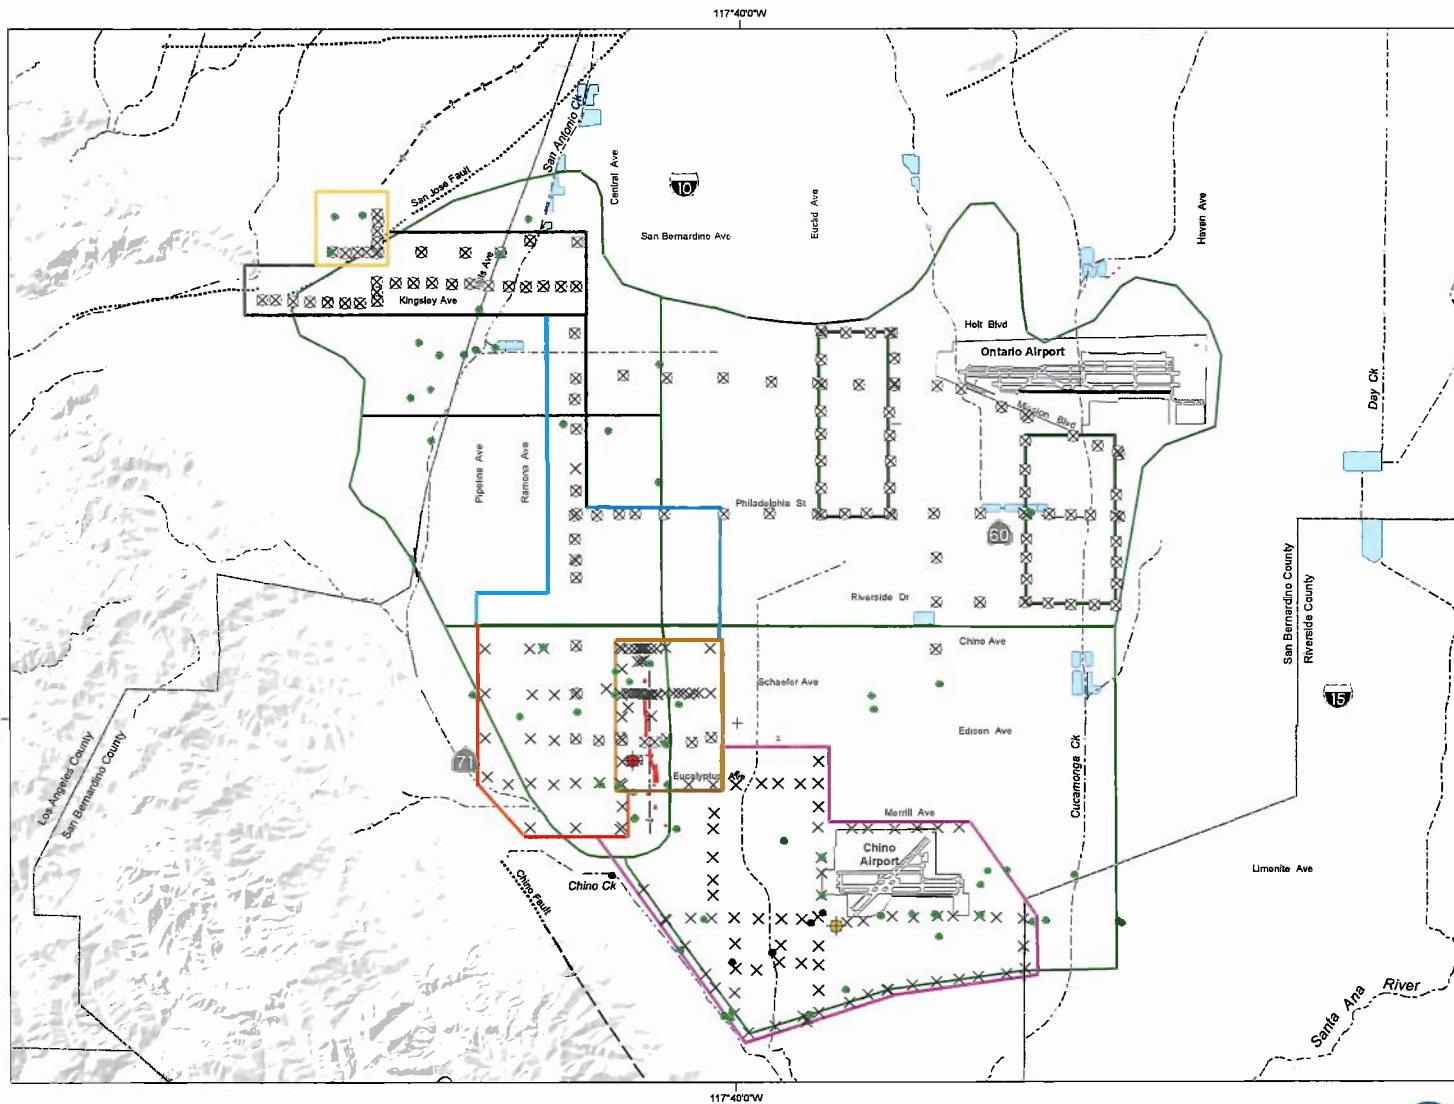 117°40'0"W
San Antonio Ck
San Jose Fault
Central Ave
10
Euclid Ave
San Bernardino Ave
Haven Ave
Kingsley Ave
Holt Blvd
Ontario Airport
Mission Blvd
Day Ck
Pipeline Ave
Ramona Ave
Philadelphia St
60
San Bernardino County
Riverside County
Riverside Dr
Chino Ave
Schaefer Ave
15
Edison Ave
Los Angeles County
San Bernardino County
71
Eucalyptus Ave
Cucamonga Ck
Merrill Ave
Chino Airport
Limonite Ave
Chino Ck
Chino Fault
Santa Ana River
117°40'0"W